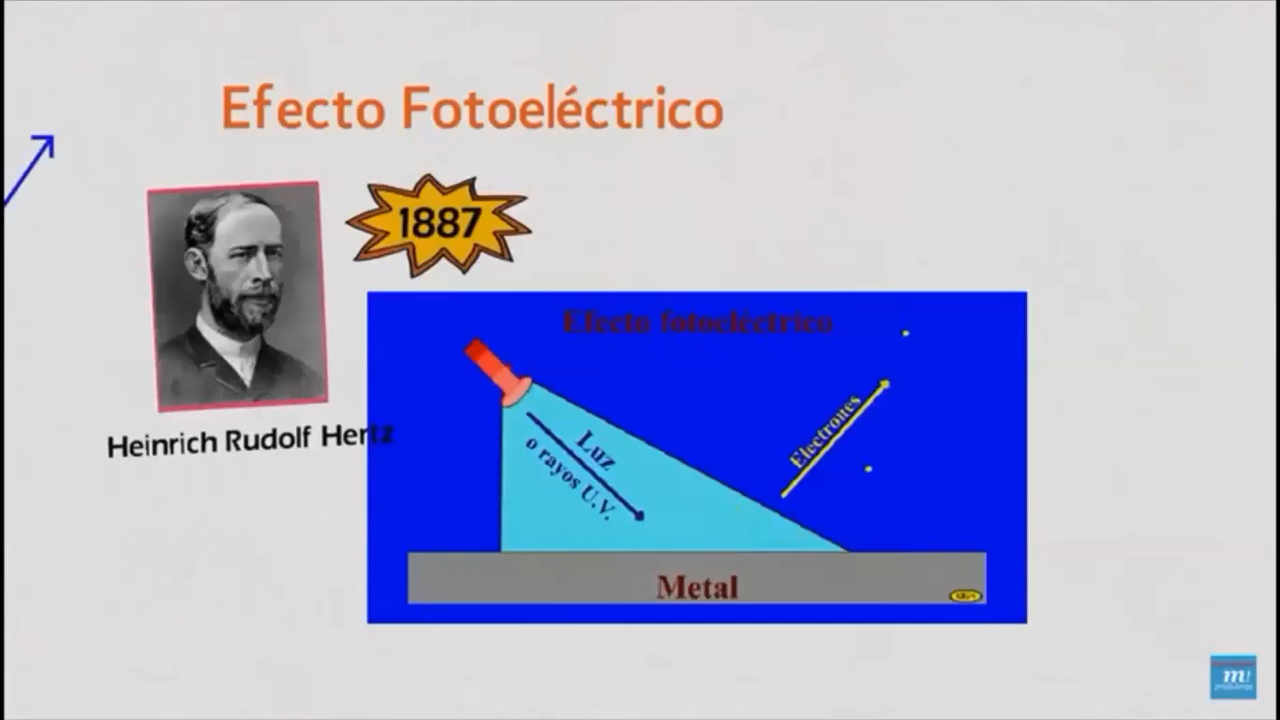 Efecto Fotoeléctrico
1887
Heinrich Rudolf Hertz
Efecto fotoeléctrico
Luz
o rayos U.V.
Electrones
Metal
m!